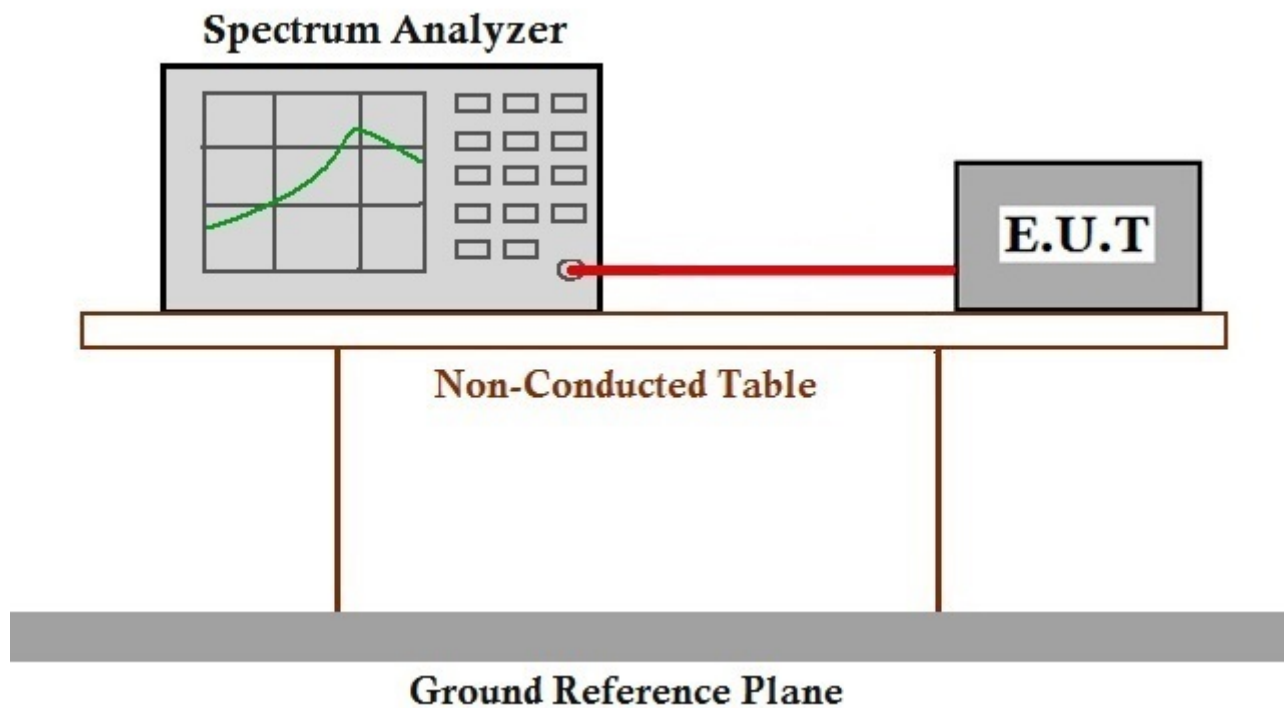 Spectrum Analyzer
E.U.T
Non-Conducted Table
Ground Reference Plane